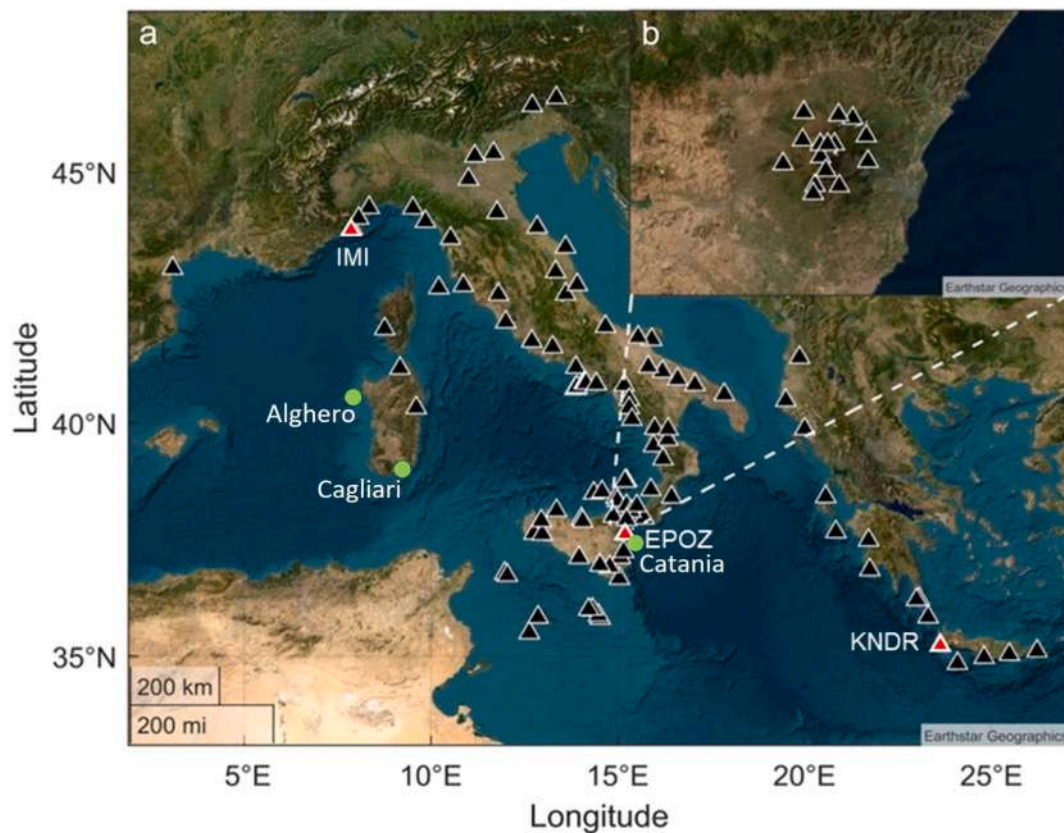 a
b
45°N
IMI
Earthstar Geographics
Latitude
Alghero
40°N
Cagliari
EPOZ
Catania
KNDR
35°N
200 km
200 mi
Earthstar Geographics
5°E
10°E
15°E
20°E
25°E
Longitude